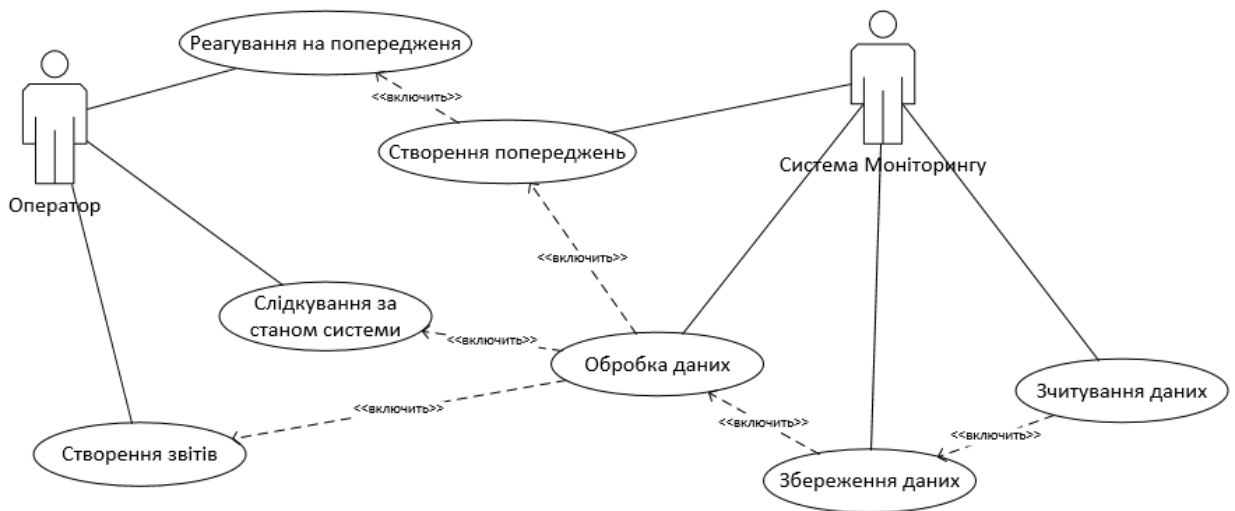 Реагування на попередженя
<<включить>>
Створення попереджень
Система Моніторингу
Оператор
<<включить>>
Слідкування за
станом системи
<<включить>>
Обробка даних
Зчитування даних
<<включить>>
<<включить>>
<<включить>>
Створення звітів
Збереження даних